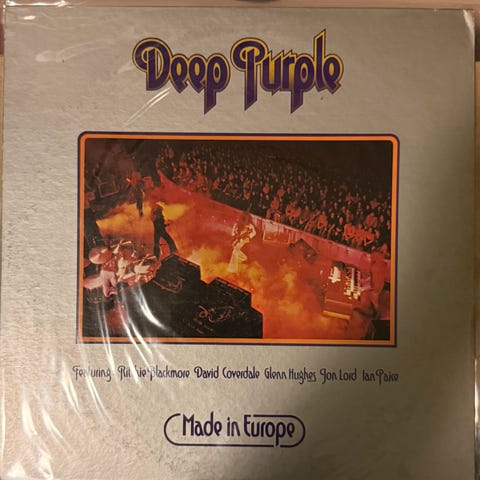 Deep Purple
Featuring · Ritchie Blackmore David Coverdale Glenn Hughes Jon Lord Ian Paice
Made in Europe